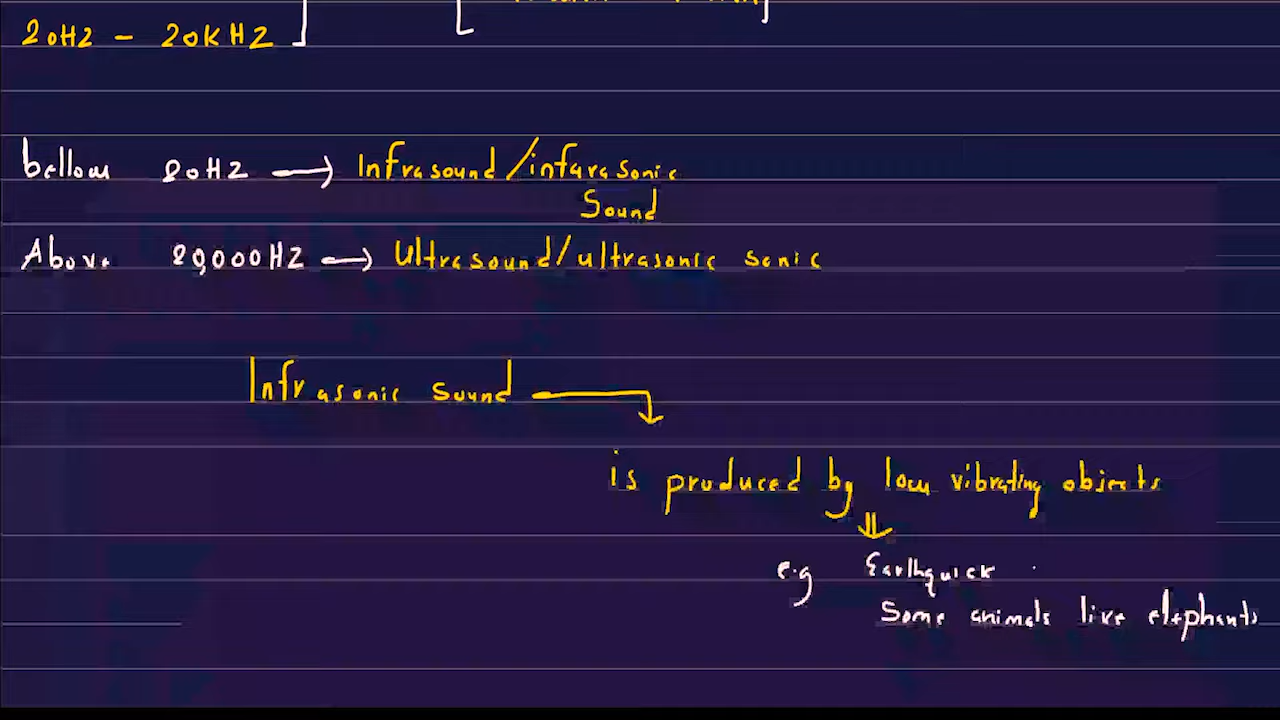 20HZ - 20KHZ
bellow 20HZ → Infrasound/infarasonic
Sound
Above 20,000HZ → Ultrasound/ultrasonic sonic
Infrasonic sound
is produced by low vibrating objects
e.g Earthquick
Some animals live elephants